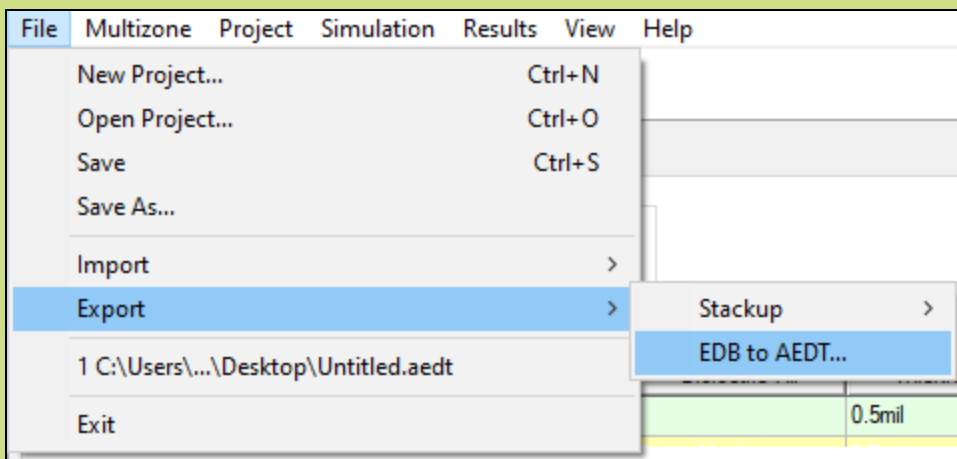 File Multizone Project Simulation Results View Help
New Project... Ctrl+N
Open Project... Ctrl+O
Save Ctrl+S
Save As...
Import >
Export >
Stackup >
EDB to AEDT...
1 C:\Users\...\Desktop\Untitled.aedt
0.5mil
Exit